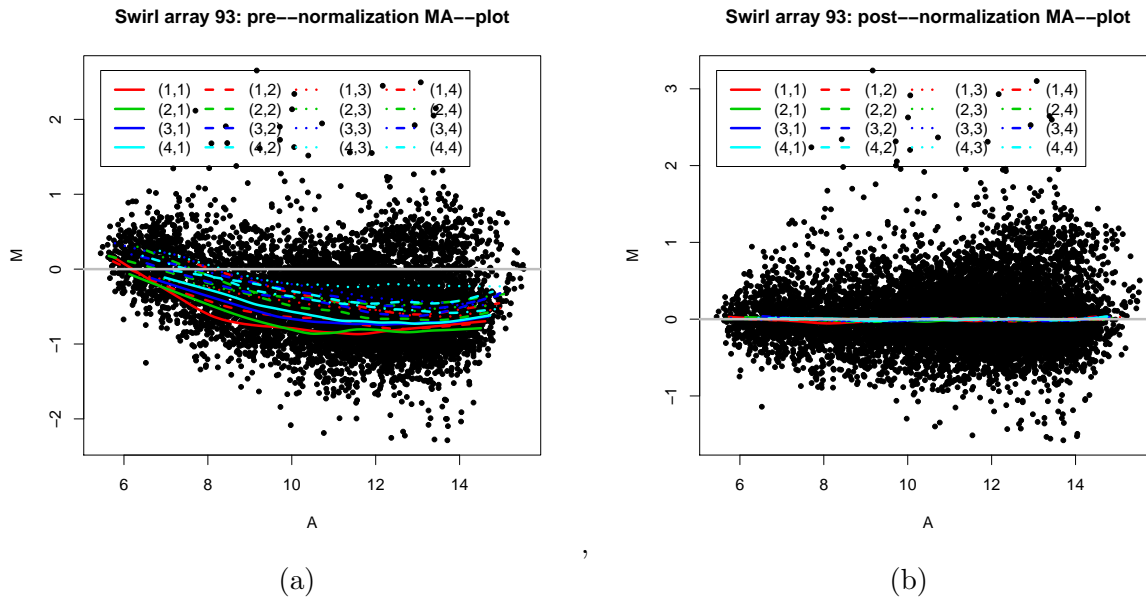 Swirl array 93: pre−−normalization MA−−plot
(1,1) (1,2) (1,3) (1,4)
(2,1) (2,2) (2,3) (2,4)
(3,1) (3,2) (3,3) (3,4)
(4,1) (4,2) (4,3) (4,4)
2
1
0
−1
−2
M
6 8 10 12 14
A
(a)
,
Swirl array 93: post−−normalization MA−−plot
(1,1) (1,2) (1,3) (1,4)
(2,1) (2,2) (2,3) (2,4)
(3,1) (3,2) (3,3) (3,4)
(4,1) (4,2) (4,3) (4,4)
3
2
1
0
−1
M
6 8 10 12 14
A
(b)